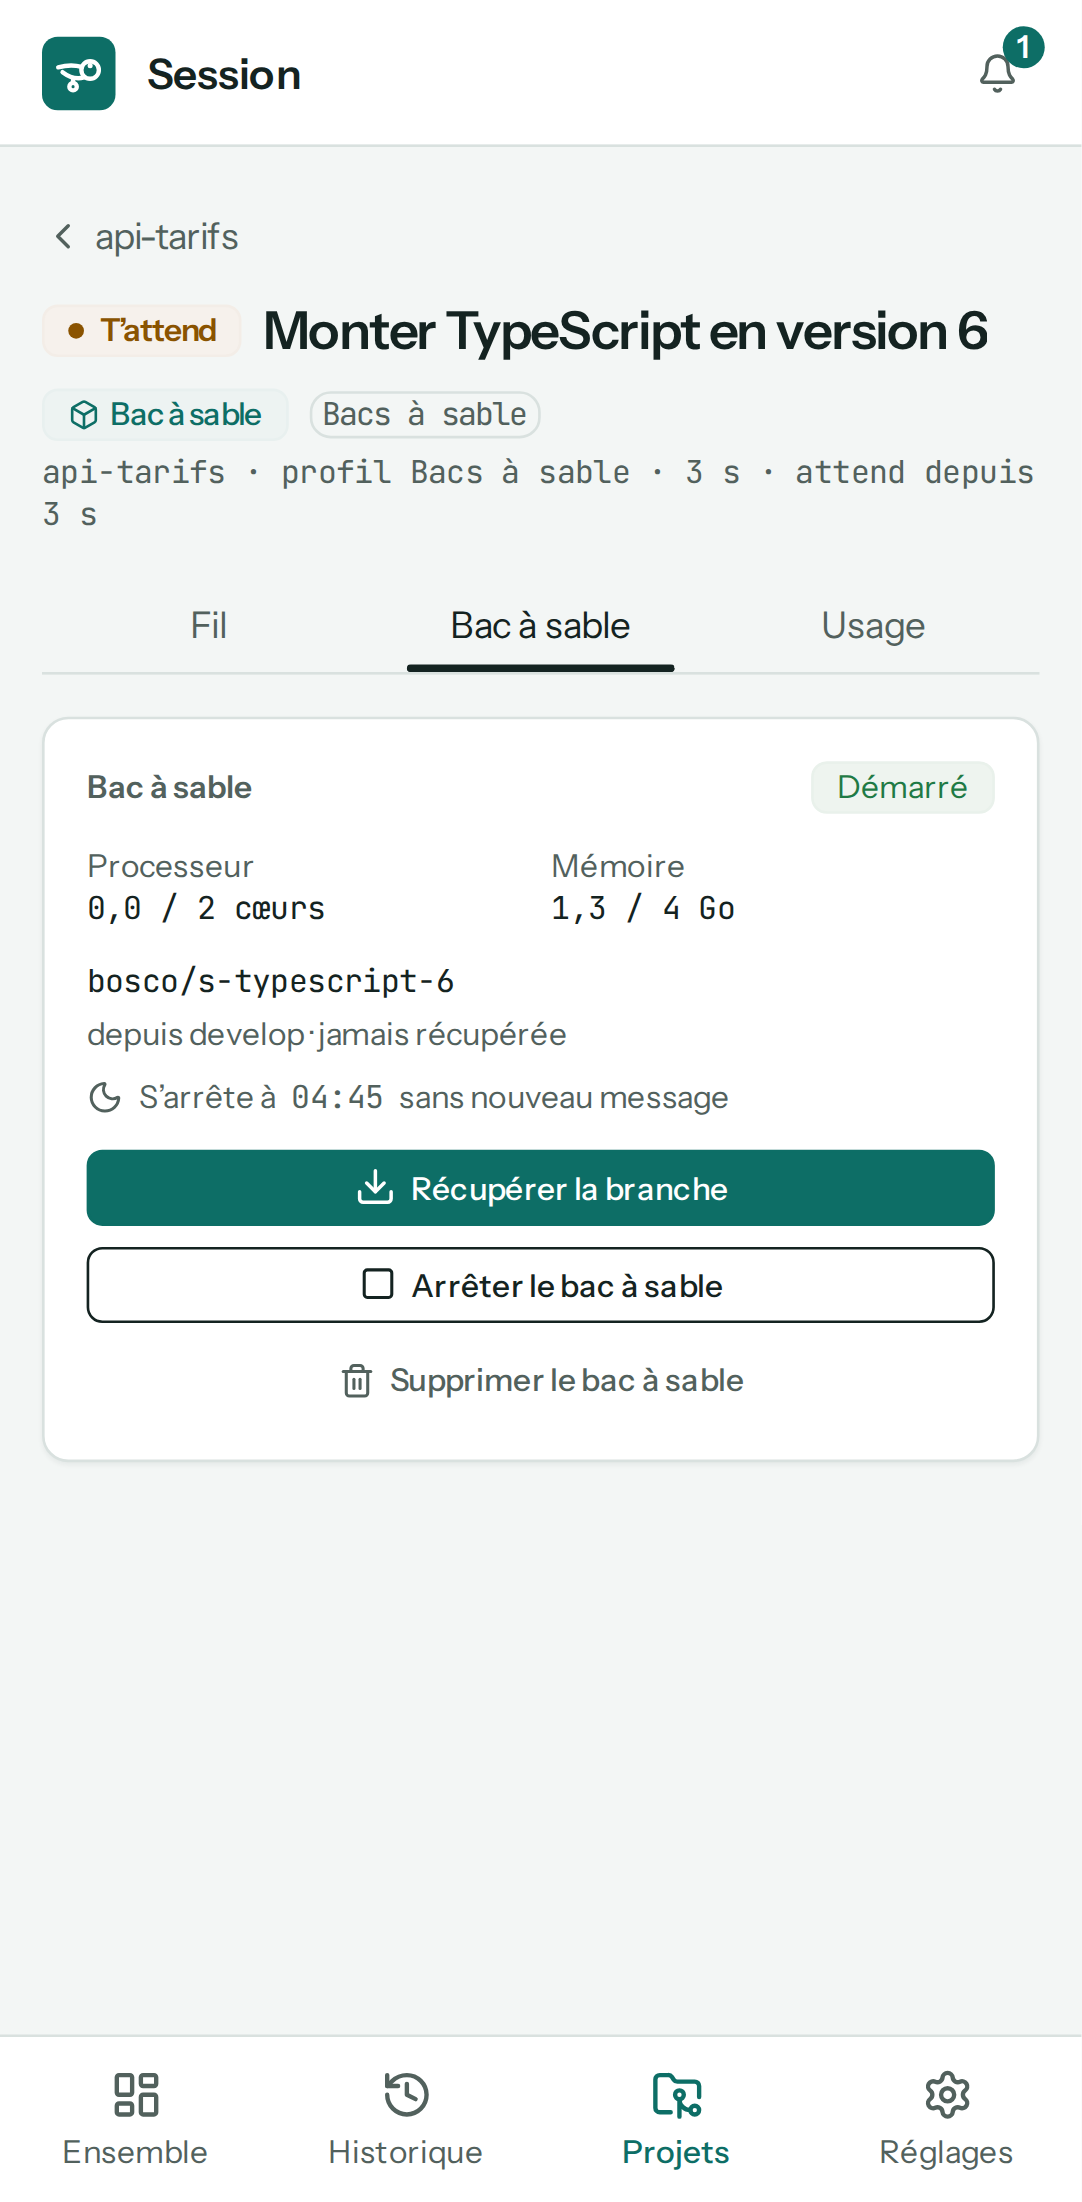 Session
1
api-tarifs
T'attend
Monter TypeScript en version 6
Bac à sable
Bacs à sable
api-tarifs · profil Bacs à sable · 3 s · attend depuis
3 s
Fil
Bac à sable
Usage
Bac à sable
Démarré
Processeur
Mémoire
0,0 / 2 cœurs
1,3 / 4 Go
bosco/s-typescript-6
depuis develop · jamais récupérée
S'arrête à 04:45 sans nouveau message
Récupérer la branche
Arrêter le bac à sable
Supprimer le bac à sable
Ensemble
Historique
Projets
Réglages